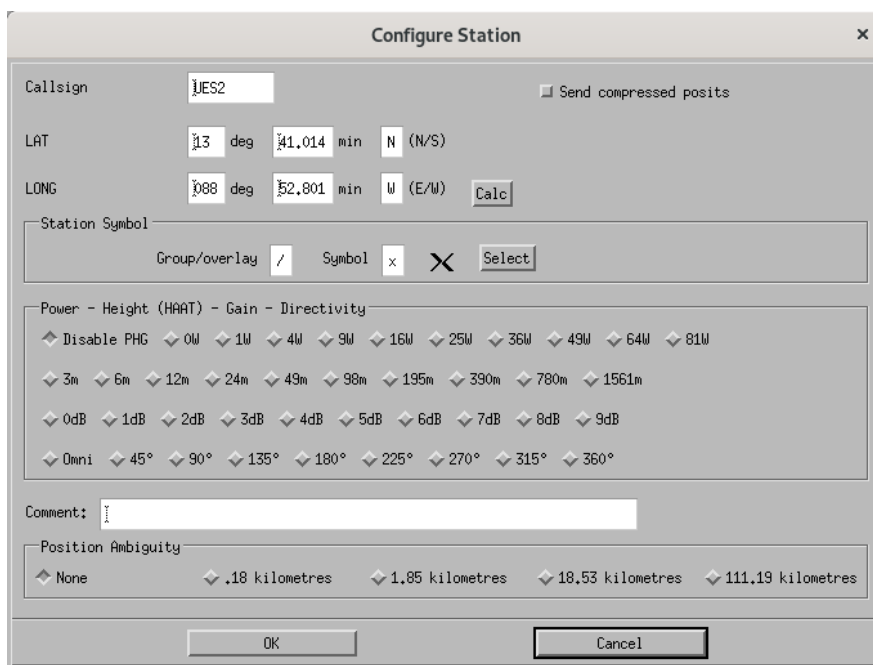 Configure Station ×
Callsign UES2 Send compressed posits
LAT 13 deg 41.014 min N (N/S)
LONG 088 deg 52.801 min W (E/W) Calc
Station Symbol
Group/overlay / Symbol x X Select
Power - Height (HAAT) - Gain - Directivity
Disable PHG 0W 1W 4W 9W 16W 25W 36W 49W 64W 81W
3m 6m 12m 24m 49m 98m 195m 390m 780m 1561m
0dB 1dB 2dB 3dB 4dB 5dB 6dB 7dB 8dB 9dB
Omni 45° 90° 135° 180° 225° 270° 315° 360°
Comment:
Position Ambiguity
None .18 kilometres 1.85 kilometres 18.53 kilometres 111.19 kilometres
OK Cancel